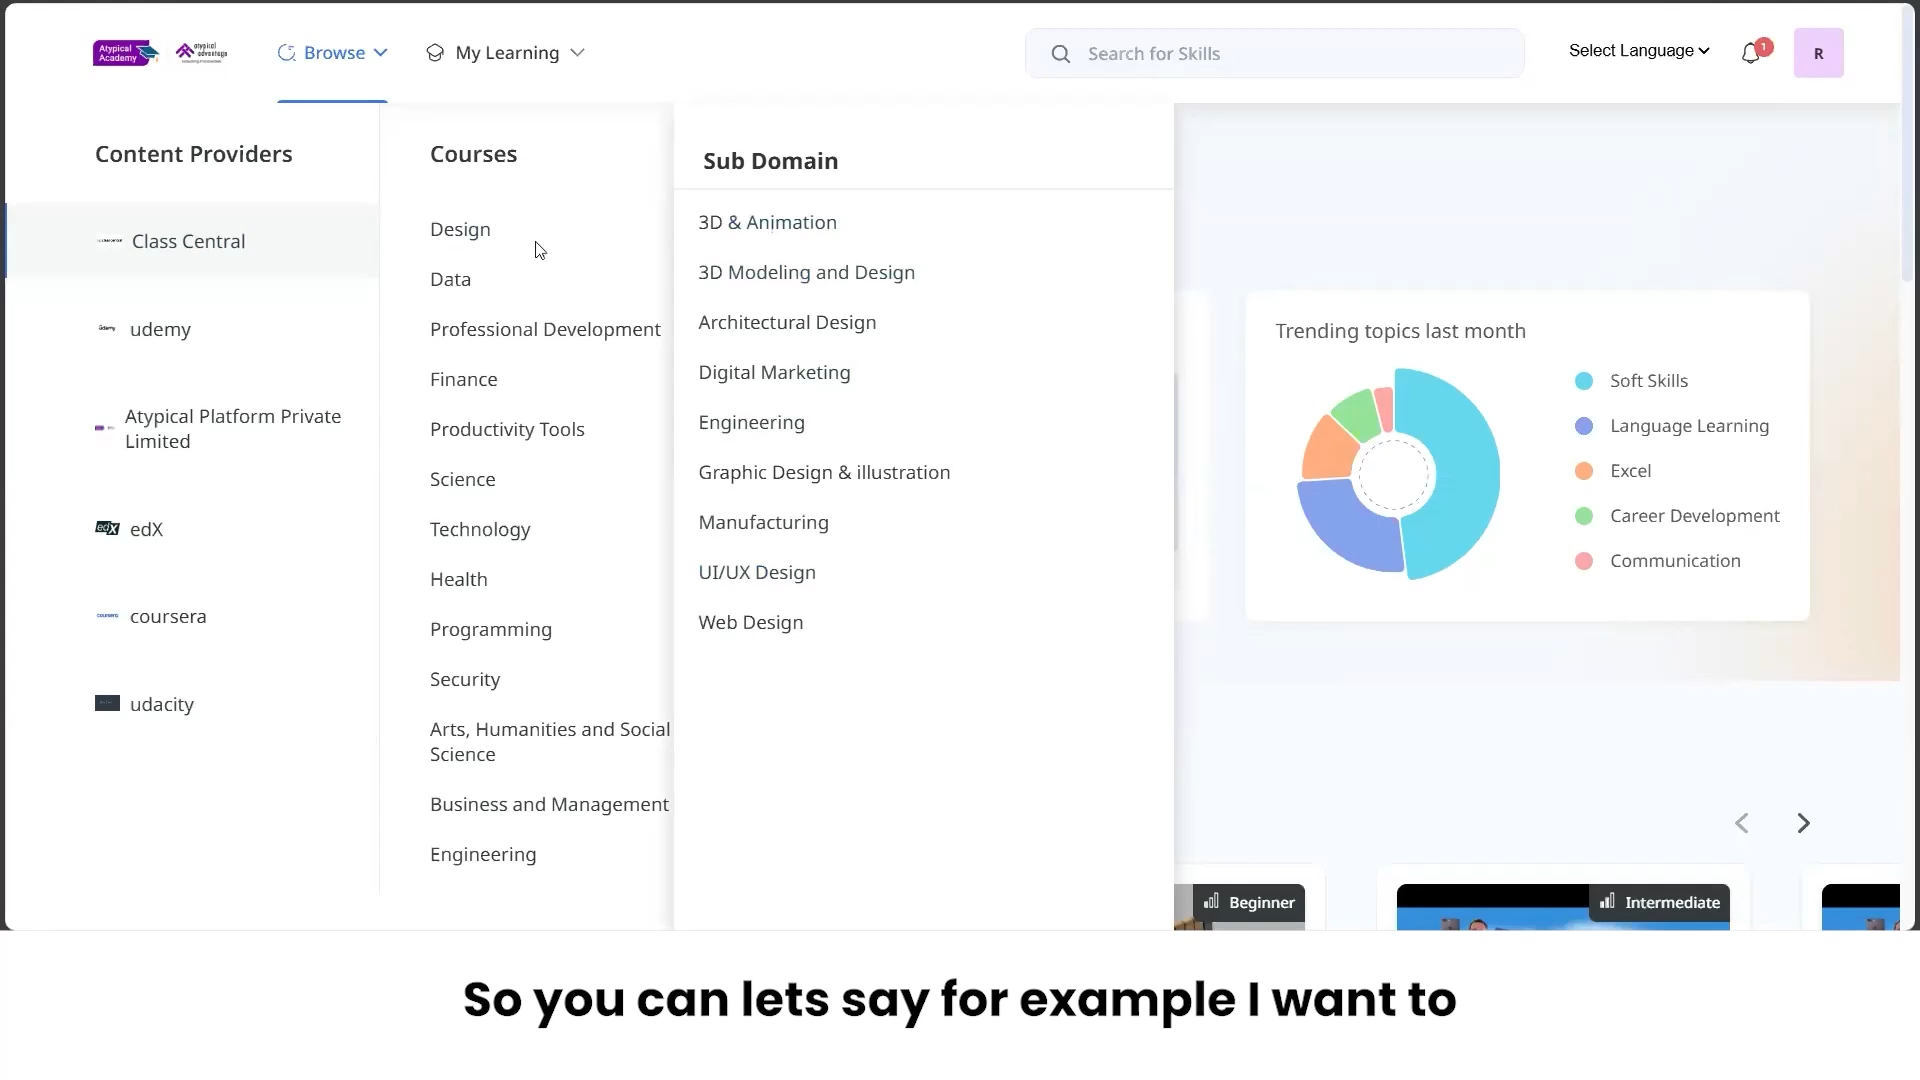 Atypical
Academy
atypical
advantage
Browse
My Learning
Search for Skills
Select Language
1
R
Content Providers
Class Central
udemy
Atypical Platform Private
Limited
edX
edX
coursera
coursera
udacity
Courses
Design
Data
Professional Development
Finance
Productivity Tools
Science
Technology
Health
Programming
Security
Arts, Humanities and Social
Science
Business and Management
Engineering
Sub Domain
3D & Animation
3D Modeling and Design
Architectural Design
Digital Marketing
Engineering
Graphic Design & illustration
Manufacturing
UI/UX Design
Web Design
Trending topics last month
Soft Skills
Language Learning
Excel
Career Development
Communication
Beginner
Intermediate
So you can lets say for example I want to